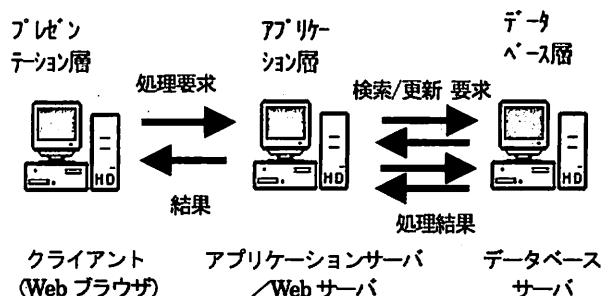 プレゼン
テーション層
アプリケー
ション層
データ
ベース層
処理要求
検索/更新 要求
HD
HD
HD
結果
処理結果
クライアント
(Web ブラウザ)
アプリケーションサーバ
/Web サーバ
データベース
サーバ